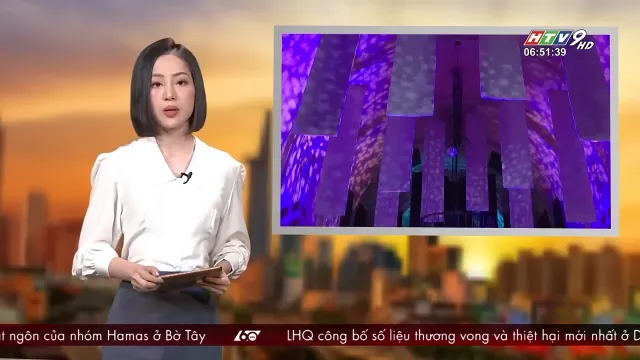 HTV9 HD
06:51:39
t ngôn của nhóm Hamas ở Bờ Tây 60 LHQ công bố số liệu thương vong và thiệt hại mới nhất ở D